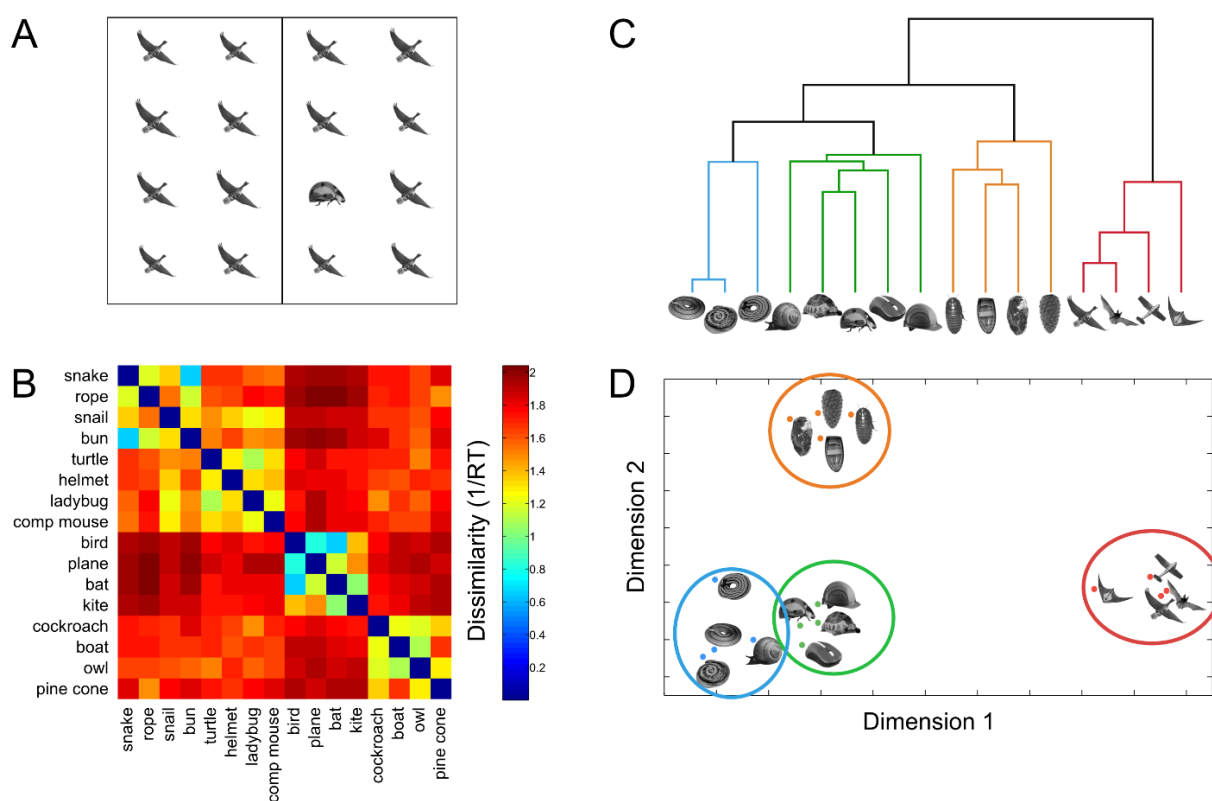 A
B
snake
rope
snail
bun
turtle
helmet
ladybug
comp mouse
bird
plane
bat
kite
cockroach
boat
owl
pine cone
snake
rope
snail
bun
turtle
helmet
ladybug
comp mouse
bird
plane
bat
kite
cockroach
boat
owl
pine cone
2
1.8
1.6
1.4
1.2
1
0.8
0.6
0.4
0.2
Dissimilarity (1/RT)
C
D
Dimension 2
Dimension 1